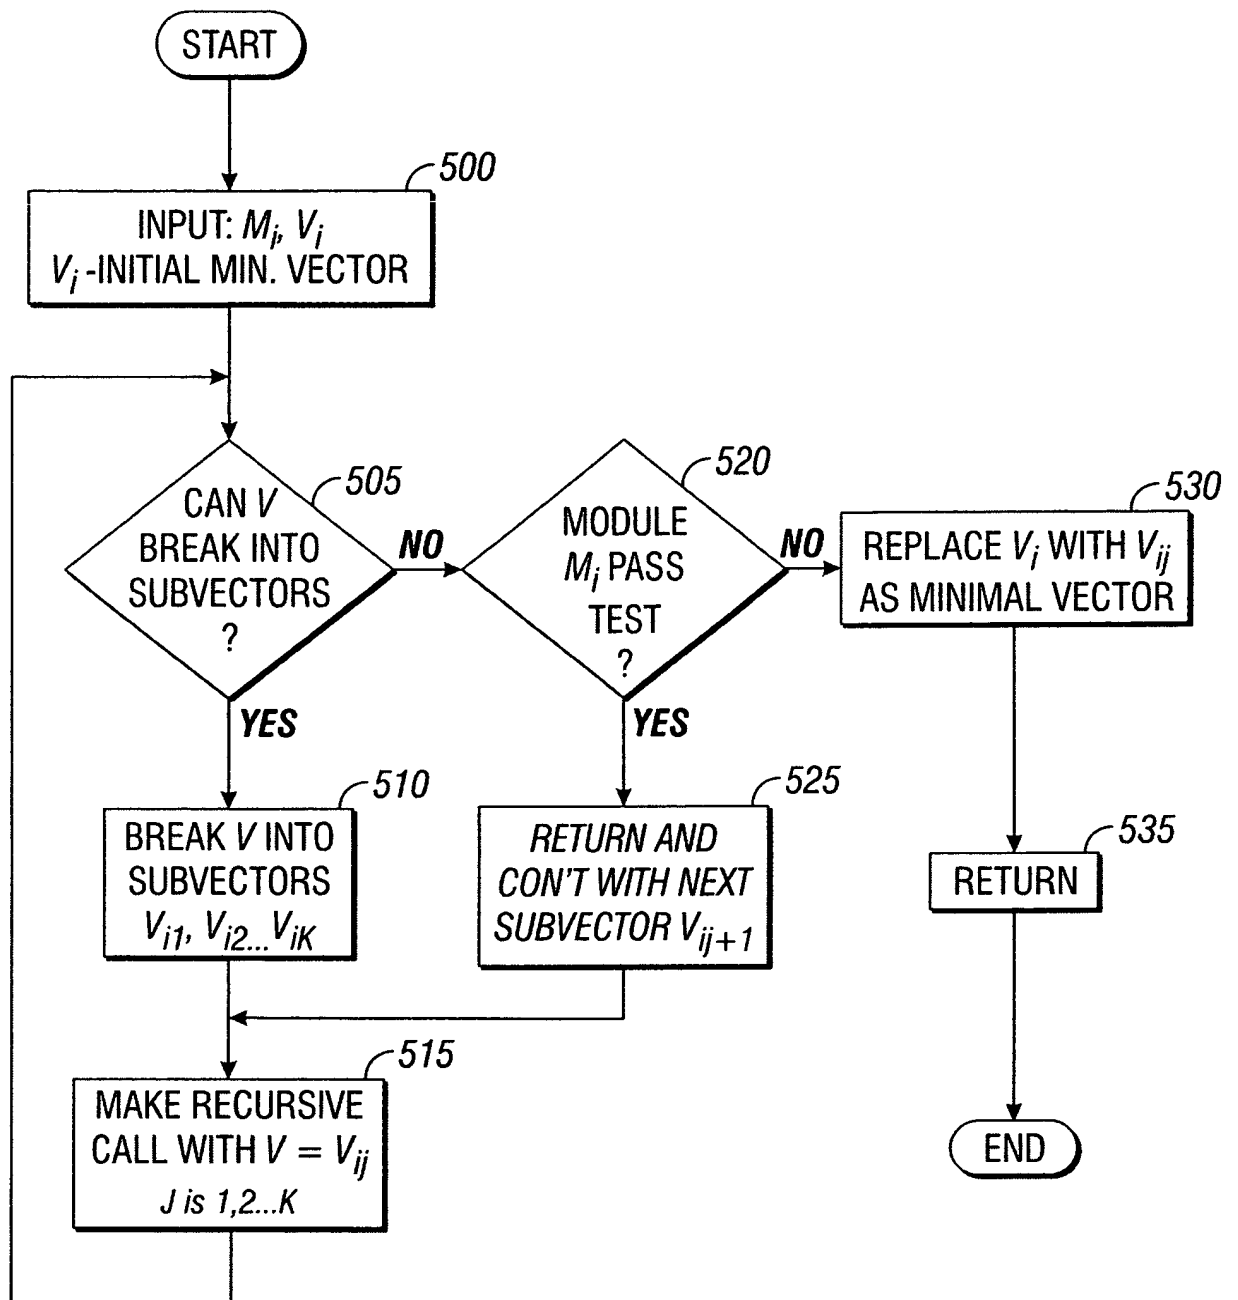 START
500
INPUT: Mi, Vi
Vi -INITIAL MIN. VECTOR
505
CAN V
BREAK INTO
SUBVECTORS
?
NO
YES
520
MODULE
Mi PASS
TEST
?
NO
YES
530
REPLACE Vi WITH Vij
AS MINIMAL VECTOR
510
BREAK V INTO
SUBVECTORS
Vi1, Vi2... ViK
525
RETURN AND
CON'T WITH NEXT
SUBVECTOR Vij+1
535
RETURN
515
MAKE RECURSIVE
CALL WITH V = Vij
J is 1,2...K
END